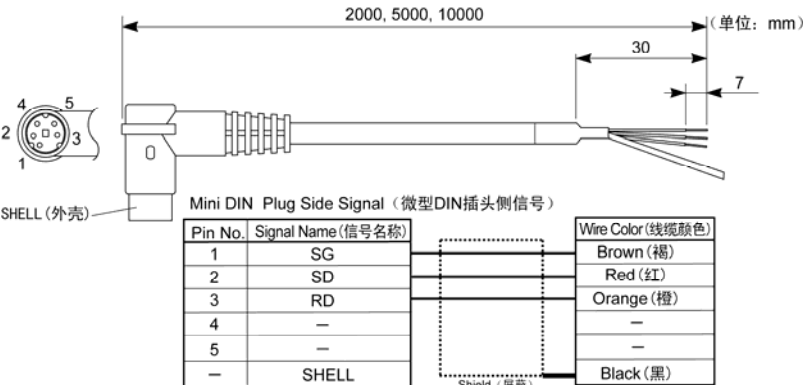 2000, 5000, 10000
(单位：mm)
30
7
4
5
2
3
1
SHELL(外壳)
Mini DIN Plug Side Signal（微型DIN插头侧信号）
Pin No. Signal Name(信号名称) Wire Color(线缆颜色)
1 SG Brown(褐)
2 SD Red(红)
3 RD Orange(橙)
4 － －
5 － －
－ SHELL Black(黑)
Shield（屏蔽）